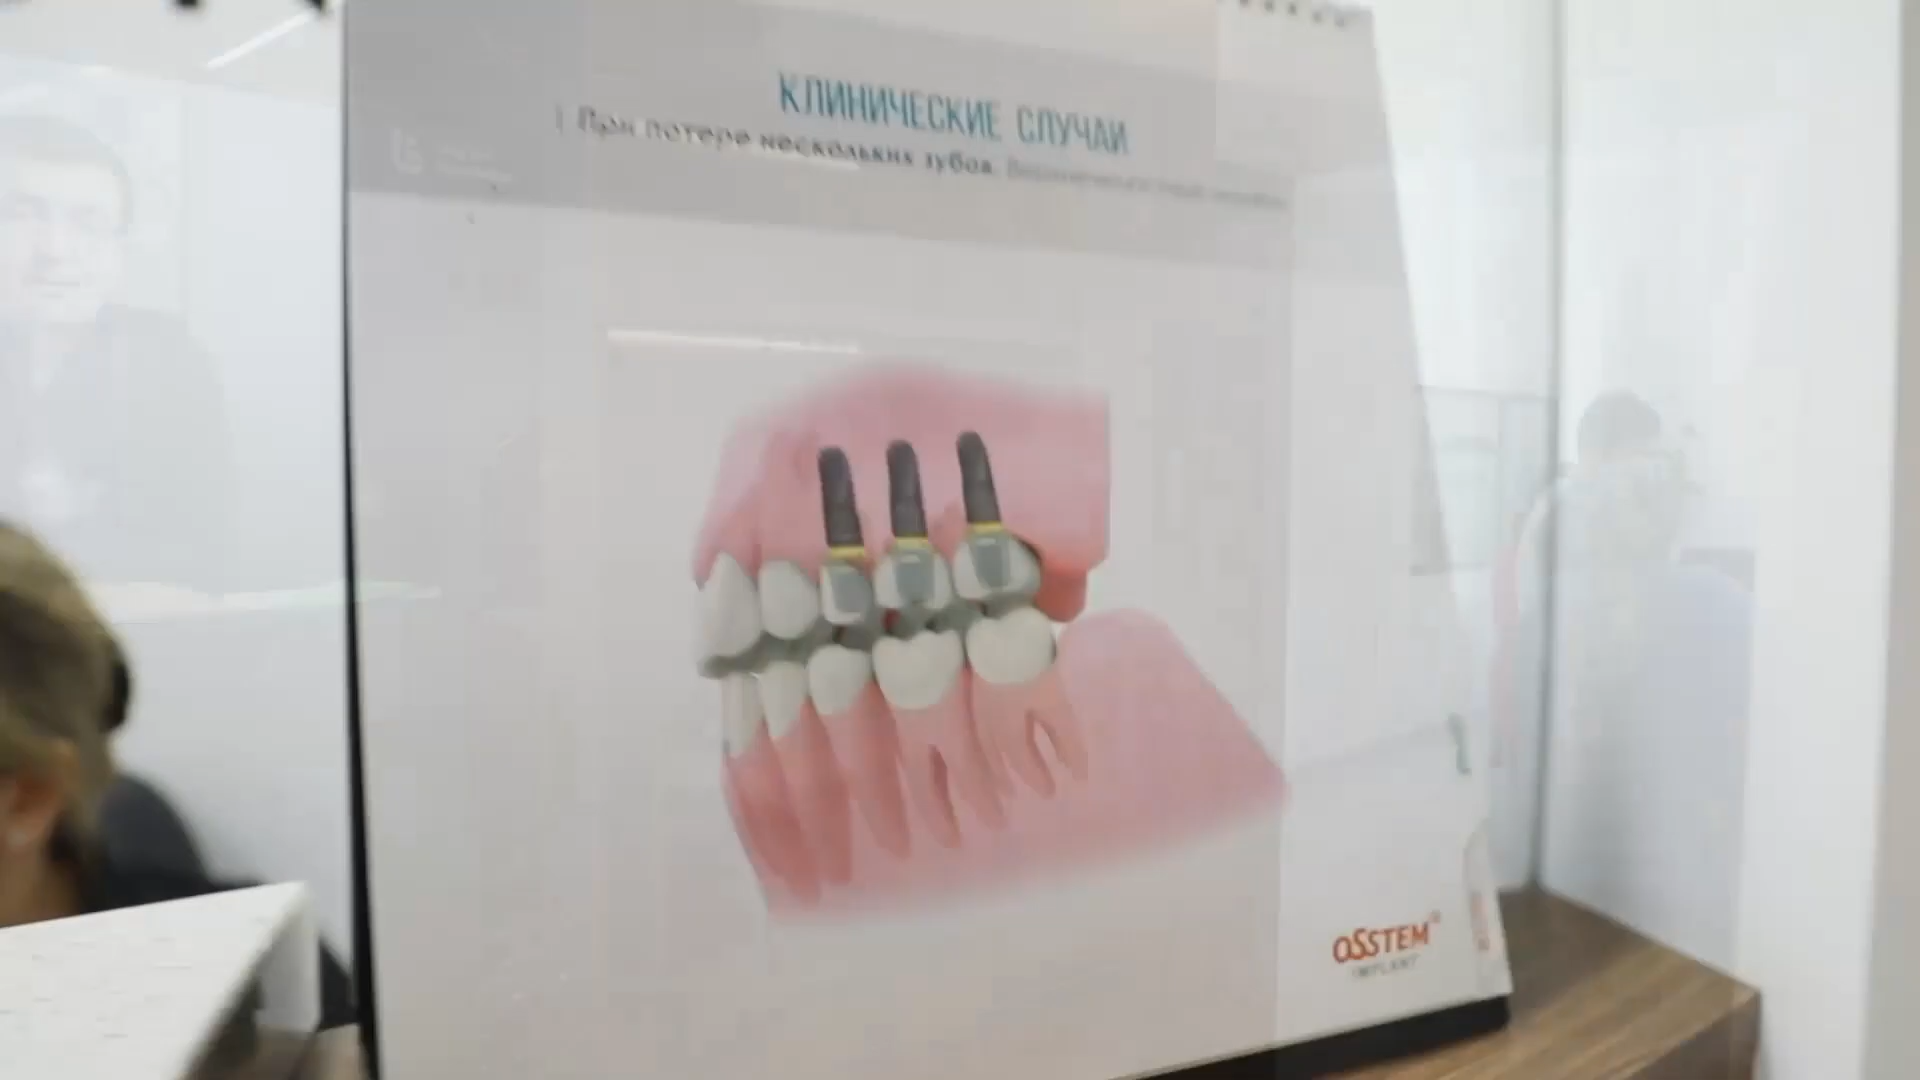 КЛИНИЧЕСКИЕ СЛУЧАИ
При потере нескольких зубов.
OSSTEM
IMPLANT